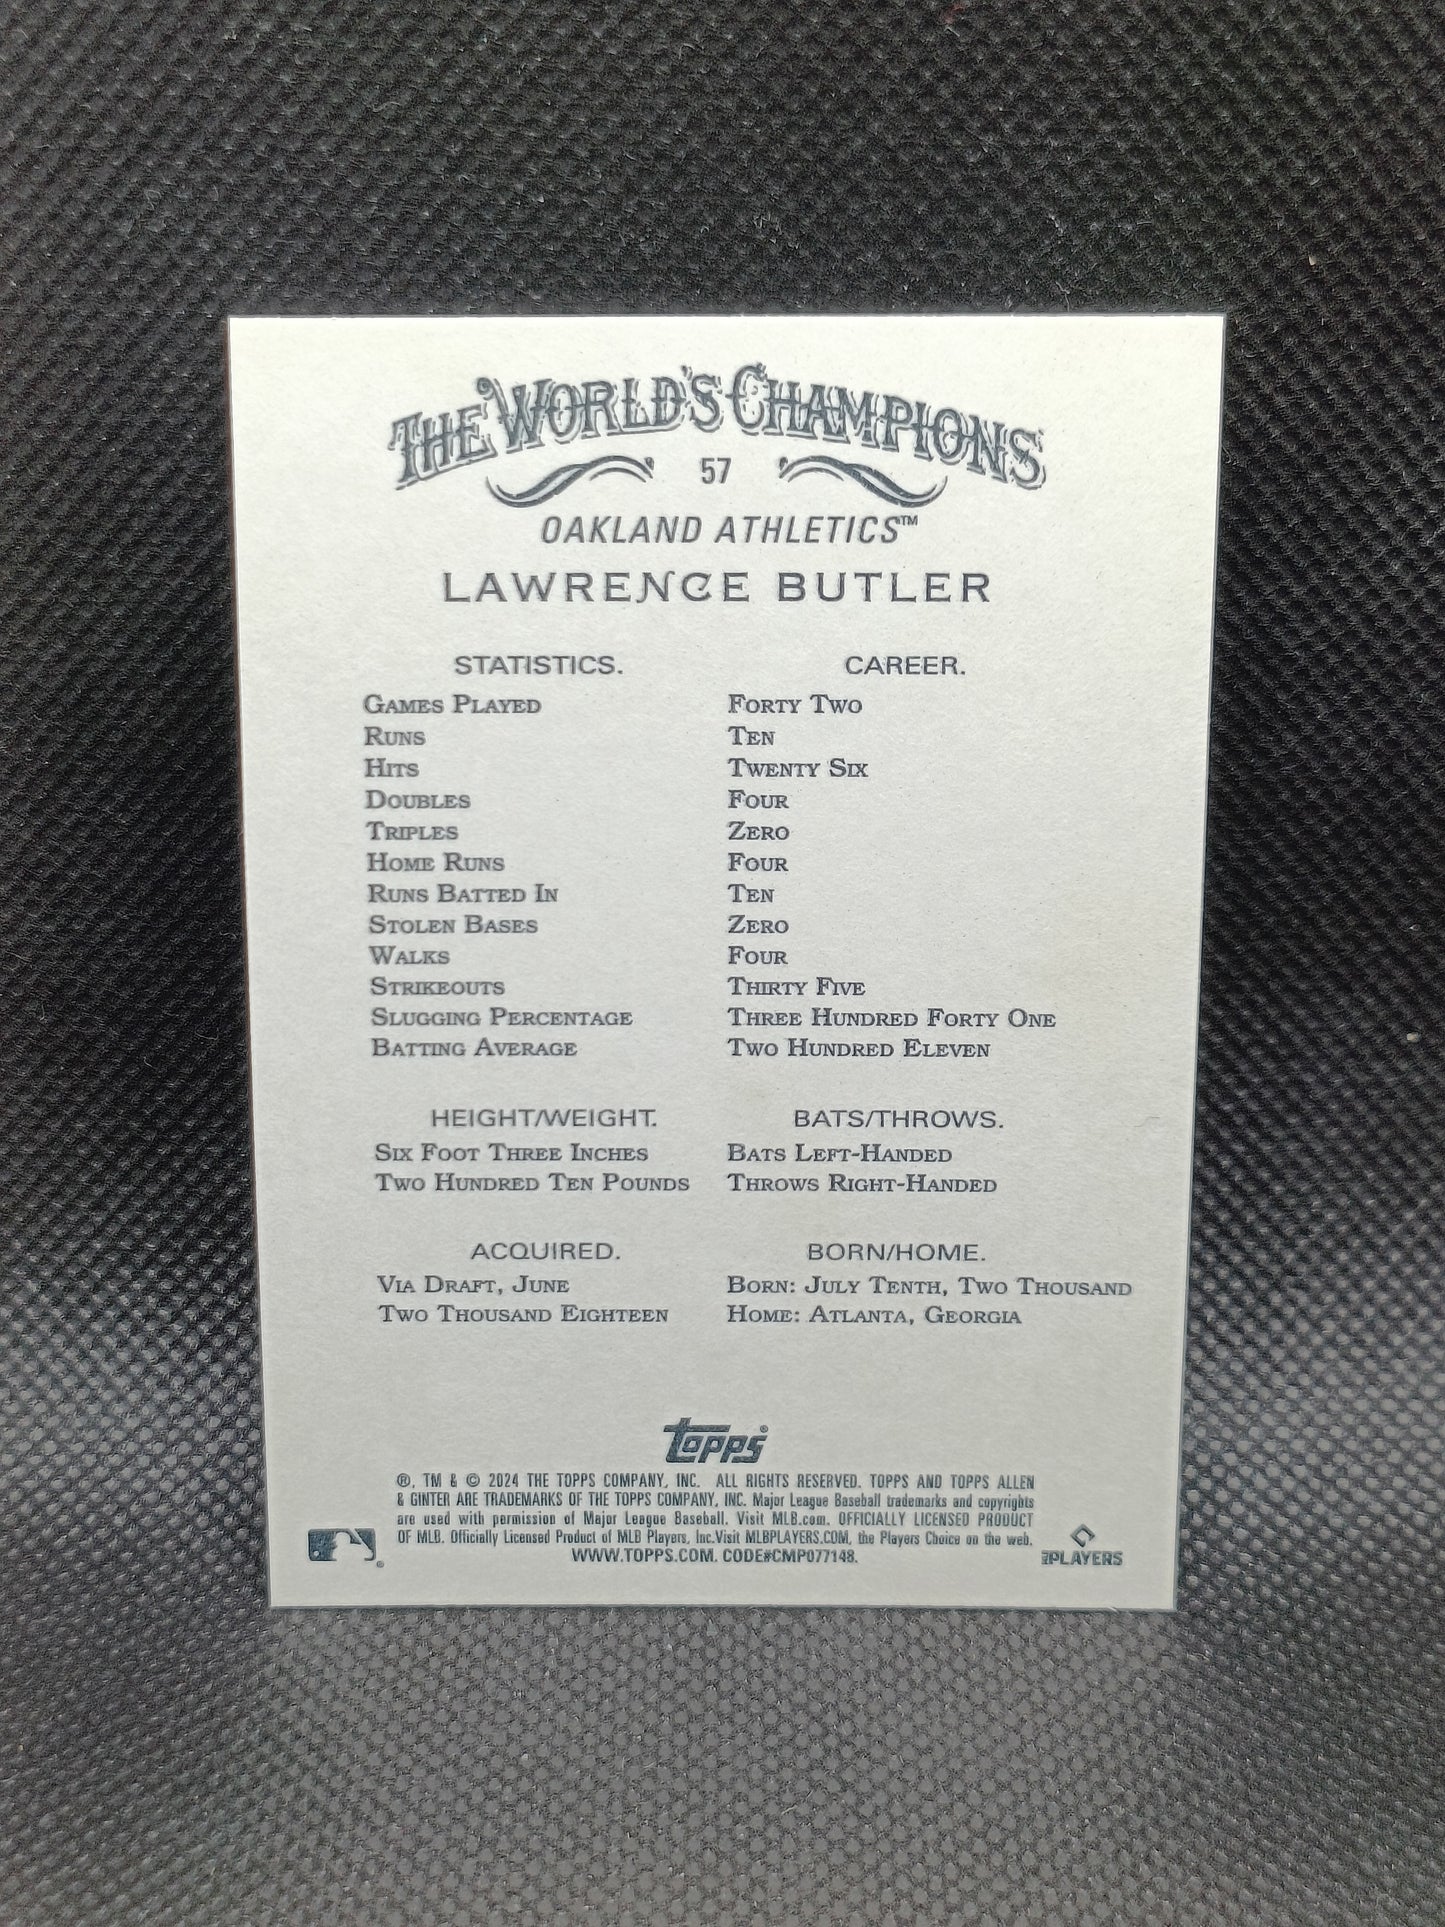 THE WORLD'S CHAMPIONS
57
OAKLAND ATHLETICS™
LAWRENCE BUTLER
STATISTICS. CAREER.
GAMES PLAYED FORTY TWO
RUNS TEN
HITS TWENTY SIX
DOUBLES FOUR
TRIPLES ZERO
HOME RUNS FOUR
RUNS BATTED IN TEN
STOLEN BASES ZERO
WALKS FOUR
STRIKEOUTS THIRTY FIVE
SLUGGING PERCENTAGE THREE HUNDRED FORTY ONE
BATTING AVERAGE TWO HUNDRED ELEVEN
HEIGHT/WEIGHT. BATS/THROWS.
SIX FOOT THREE INCHES BATS LEFT-HANDED
TWO HUNDRED TEN POUNDS THROWS RIGHT-HANDED
ACQUIRED. BORN/HOME.
VIA DRAFT, JUNE BORN: JULY TENTH, TWO THOUSAND
TWO THOUSAND EIGHTEEN HOME: ATLANTA, GEORGIA
topps®
®, TM & © 2024 THE TOPPS COMPANY, INC. ALL RIGHTS RESERVED. TOPPS AND TOPPS ALLEN
& GINTER ARE TRADEMARKS OF THE TOPPS COMPANY, INC. Major League Baseball trademarks and copyrights
are used with permission of Major League Baseball. Visit MLB.com. OFFICIALLY LICENSED PRODUCT
OF MLB. Officially Licensed Product of MLB Players, Inc.Visit MLBPLAYERS.COM, the Players Choice on the web.
WWW.TOPPS.COM. CODE#CMP077148.
MLBPLAYERS